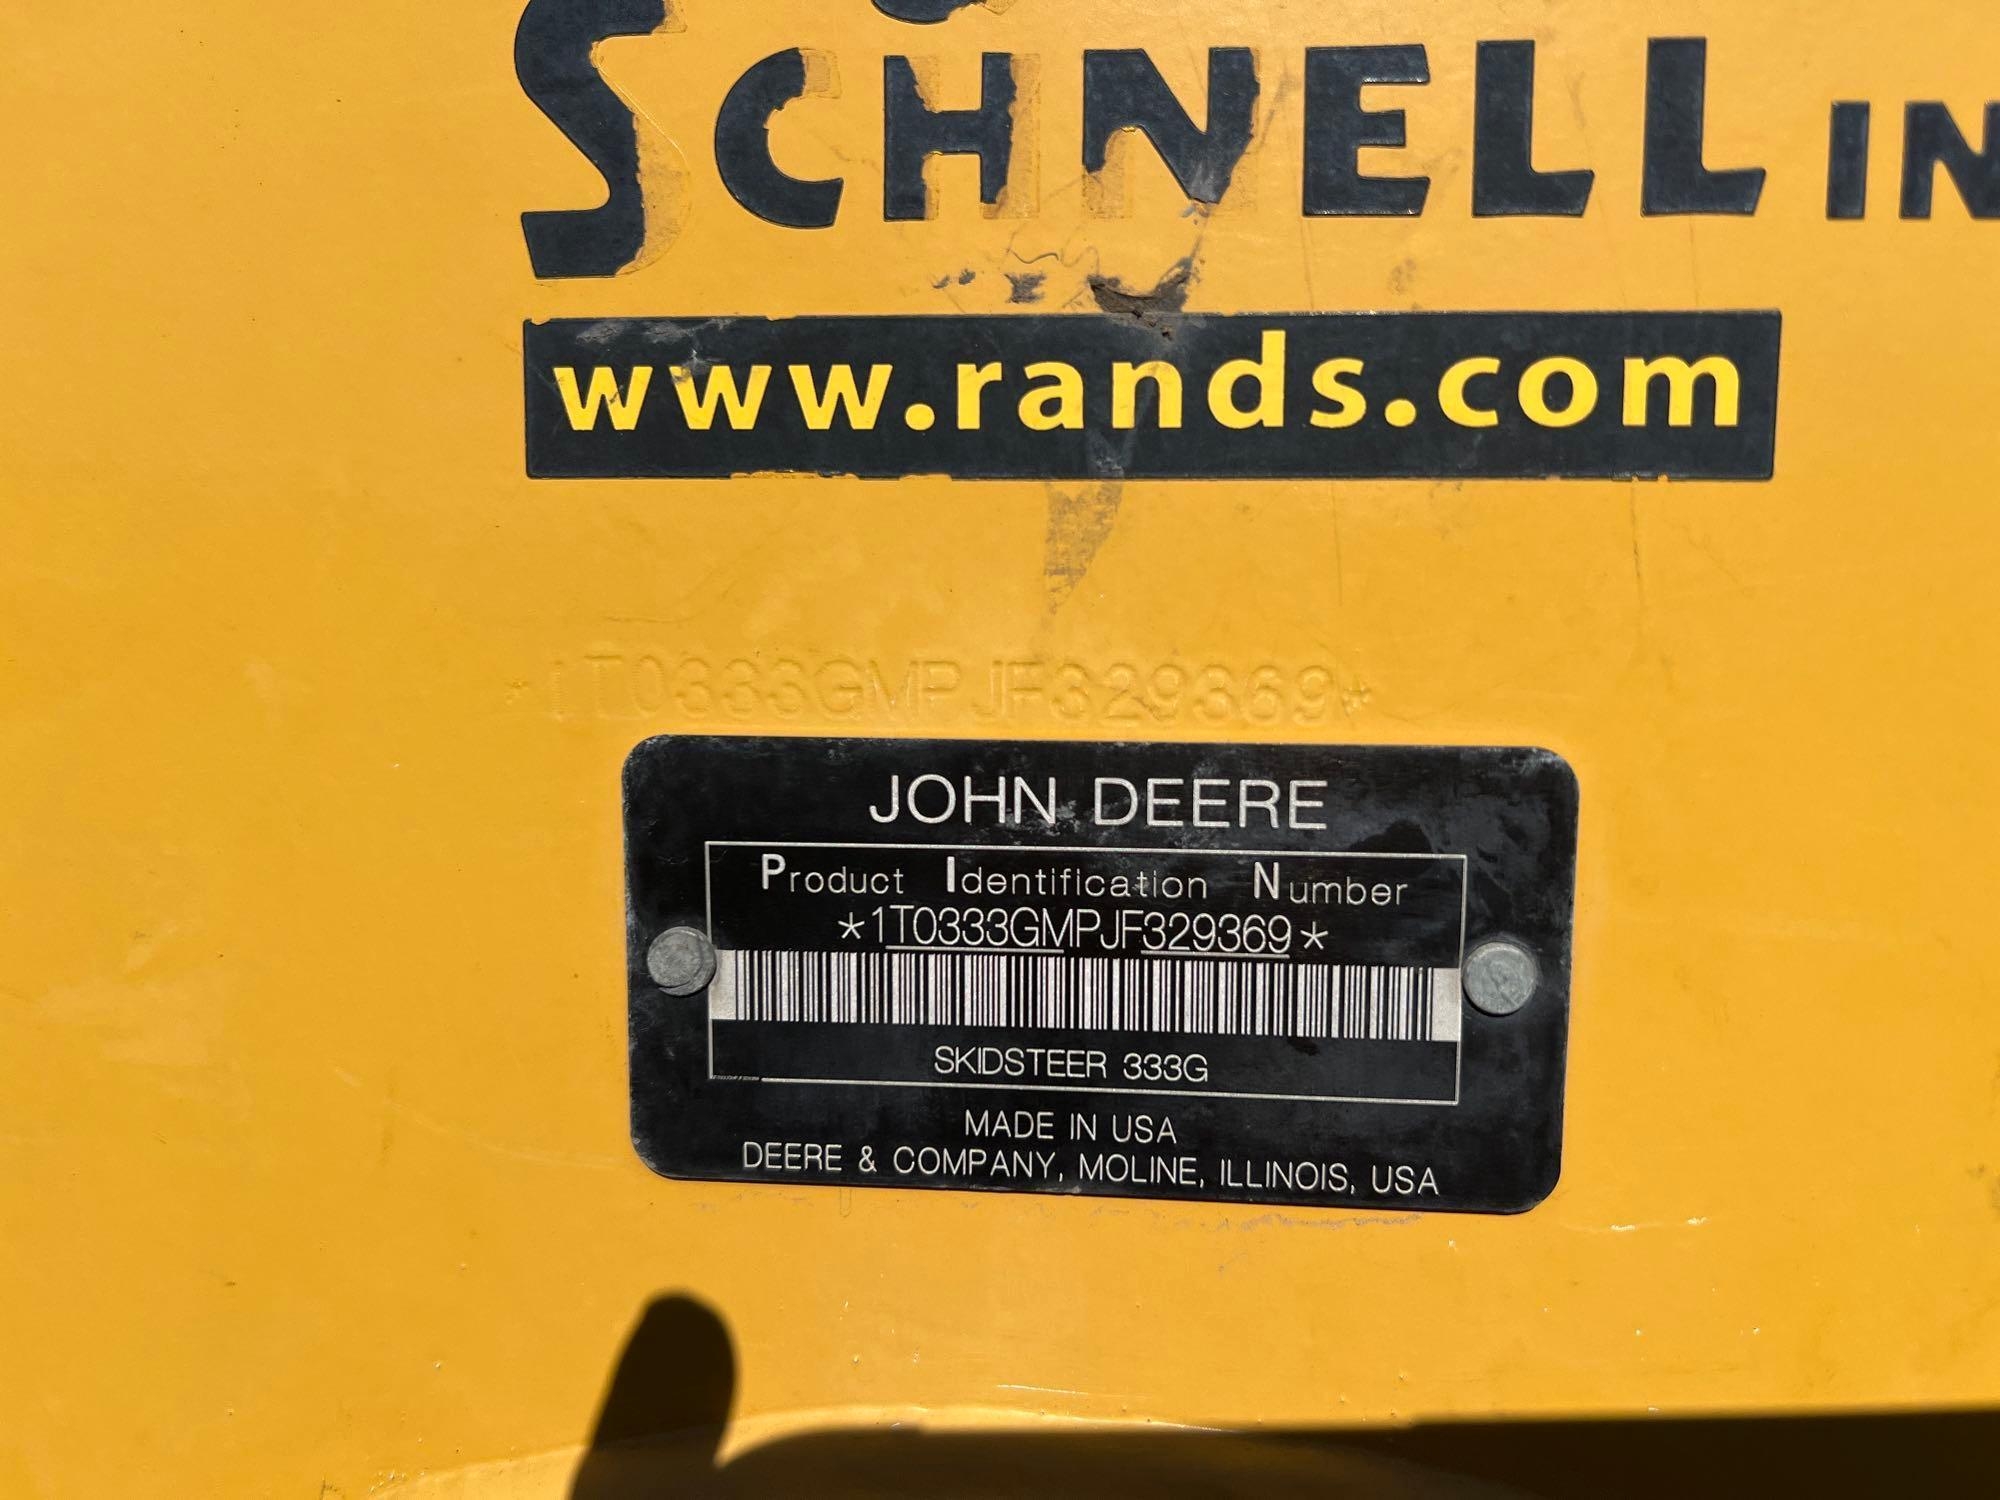 SCHNELL IN
www.rands.com
*1T0333GMPJF329369*
JOHN DEERE
Product Identification Number
*1T0333GMPJF329369*
SKIDSTEER 333G
MADE IN USA
DEERE & COMPANY, MOLINE, ILLINOIS, USA